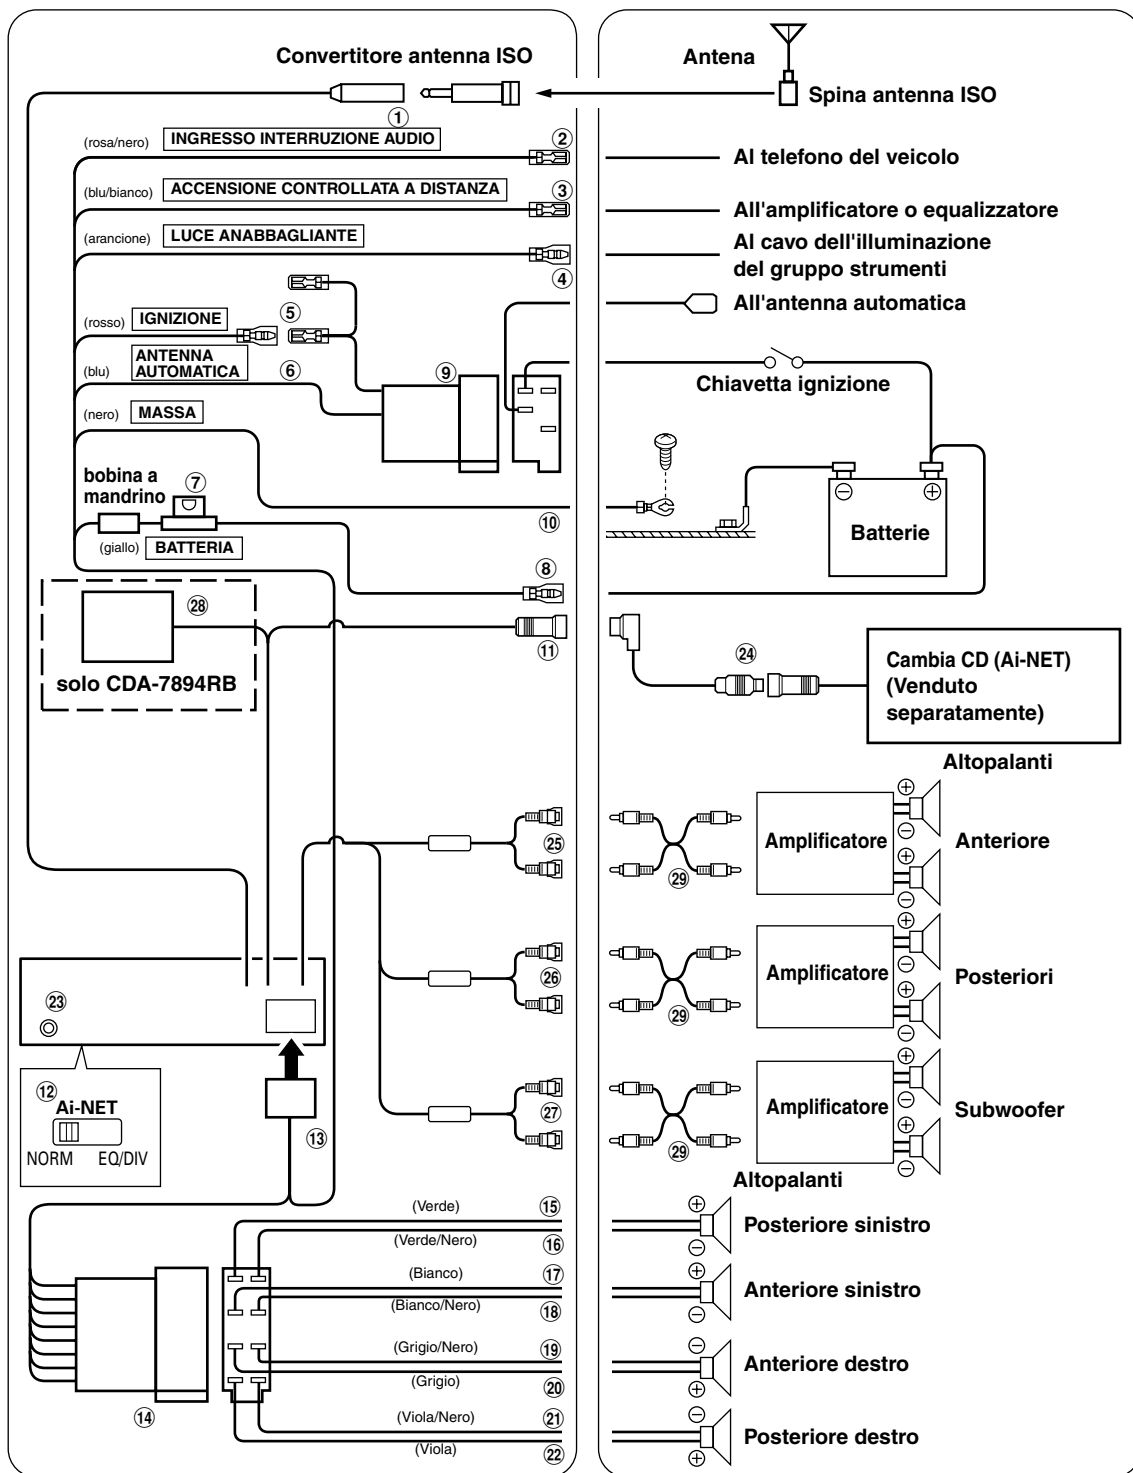 Convertitore antenna ISO
Antena
Spina antenna ISO
①
(rosa/nero) INGRESSO INTERRUZIONE AUDIO ②
Al telefono del veicolo
(blu/bianco) ACCENSIONE CONTROLLATA A DISTANZA ③
All'amplificatore o equalizzatore
(arancione) LUCE ANABBAGLIANTE
④
Al cavo dell'illuminazione
del gruppo strumenti
All'antenna automatica
(rosso) IGNIZIONE ⑤
(blu) ANTENNA
AUTOMATICA ⑥
⑨
Chiavetta ignizione
(nero) MASSA
bobina a
mandrino
⑦
⑩
⊖ ⊕
Batterie
(giallo) BATTERIA
⑧
㉘
solo CDA-7894RB
⑪
㉔
Cambia CD (Ai-NET)
(Venduto
separatamente)
Altopalanti
㉕
㉙
Amplificatore
⊕
⊖
⊕
⊖
Anteriore
㉖
㉙
Amplificatore
⊕
⊖
⊕
⊖
Posteriori
㉓
㉗
㉙
Amplificatore
⊕
⊖
⊕
⊖
Subwoofer
⑫
Ai-NET
NORM EQ/DIV
⑬
Altopalanti
(Verde) ⑮
(Verde/Nero) ⑯
⊕
⊖
Posteriore sinistro
(Bianco) ⑰
(Bianco/Nero) ⑱
⊕
⊖
Anteriore sinistro
(Grigio/Nero) ⑲
(Grigio) ⑳
⊖
⊕
Anteriore destro
⑭
(Viola/Nero) ㉑
(Viola) ㉒
⊖
⊕
Posteriore destro